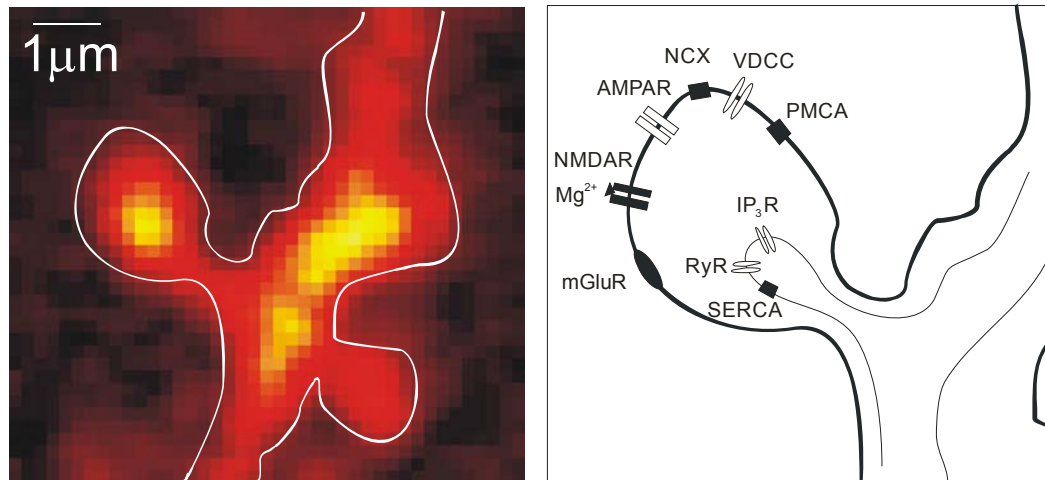 1μm
NCX
VDCC
AMPAR
PMCA
NMDAR
Mg²⁺
IP₃R
RyR
mGluR
SERCA